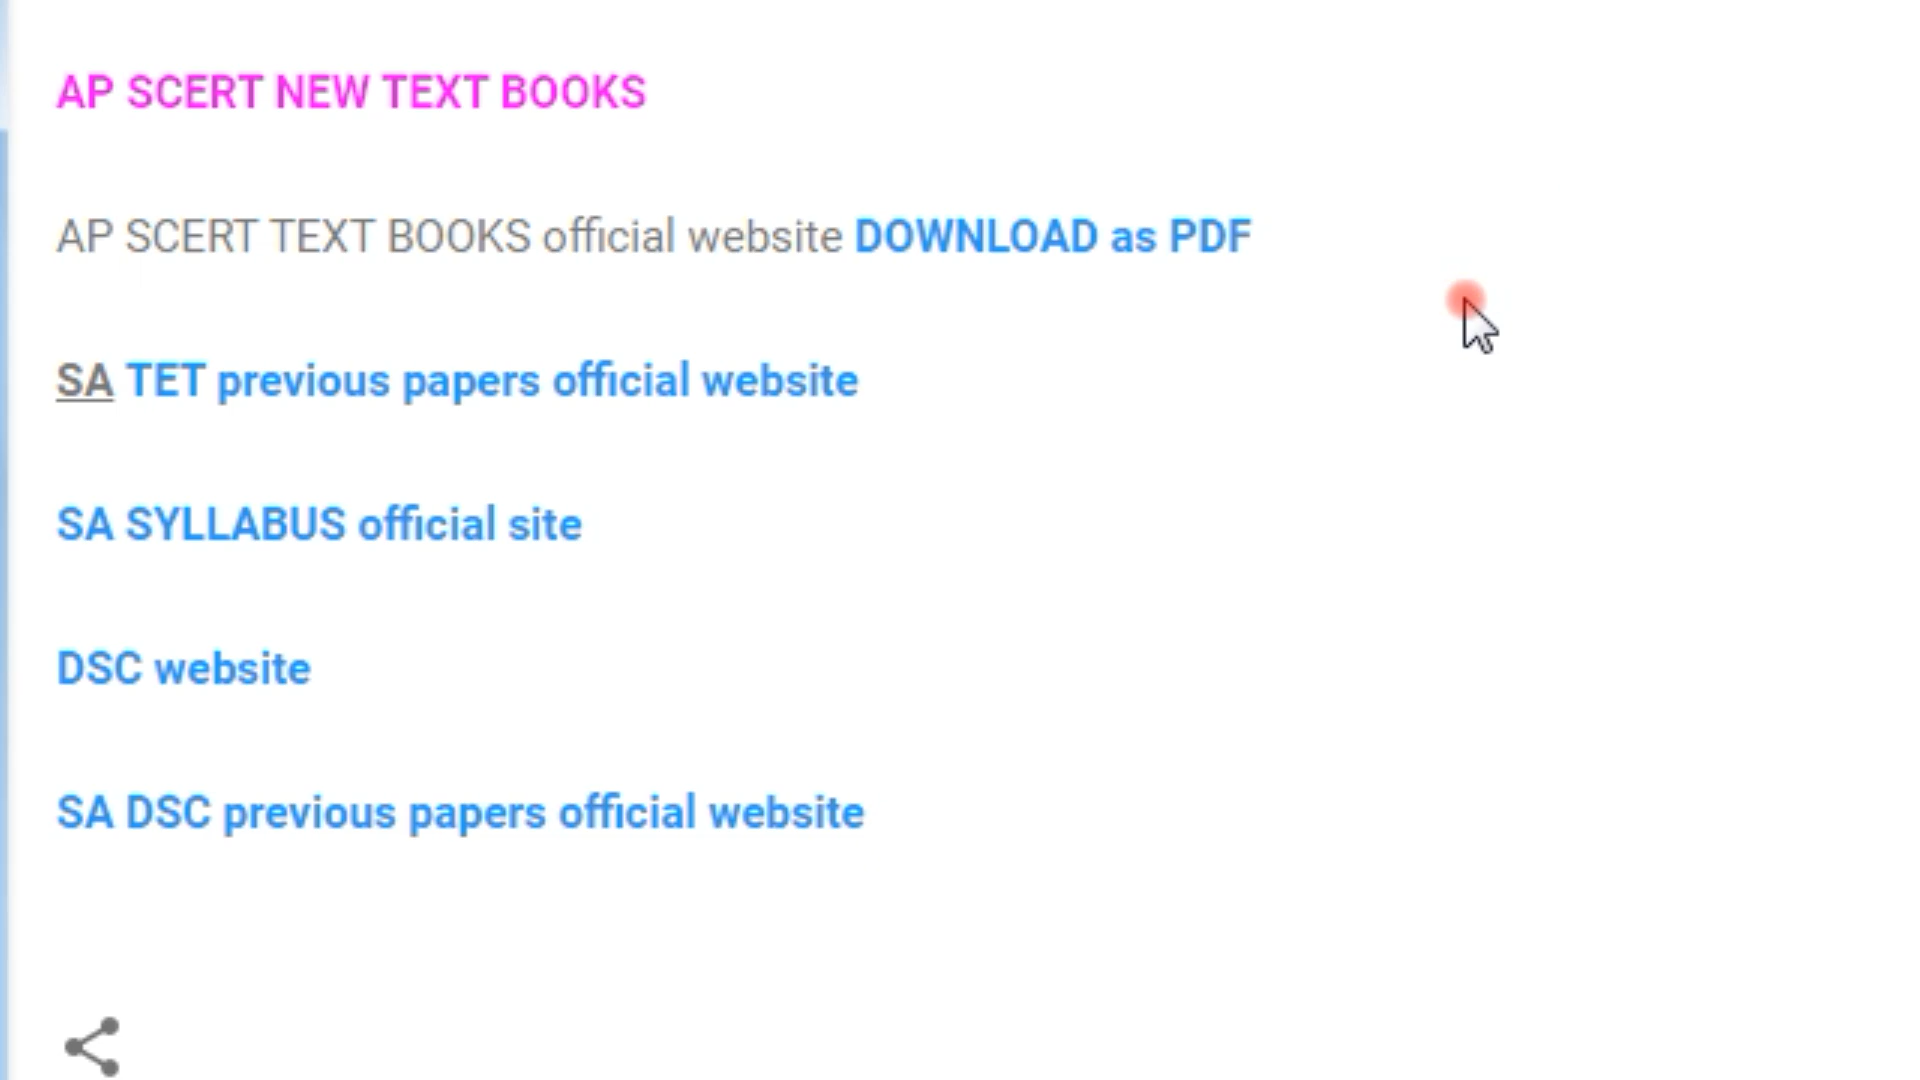 AP SCERT NEW TEXT BOOKS
AP SCERT TEXT BOOKS official website DOWNLOAD as PDF
SA TET previous papers official website
SA SYLLABUS official site
DSC website
SA DSC previous papers official website